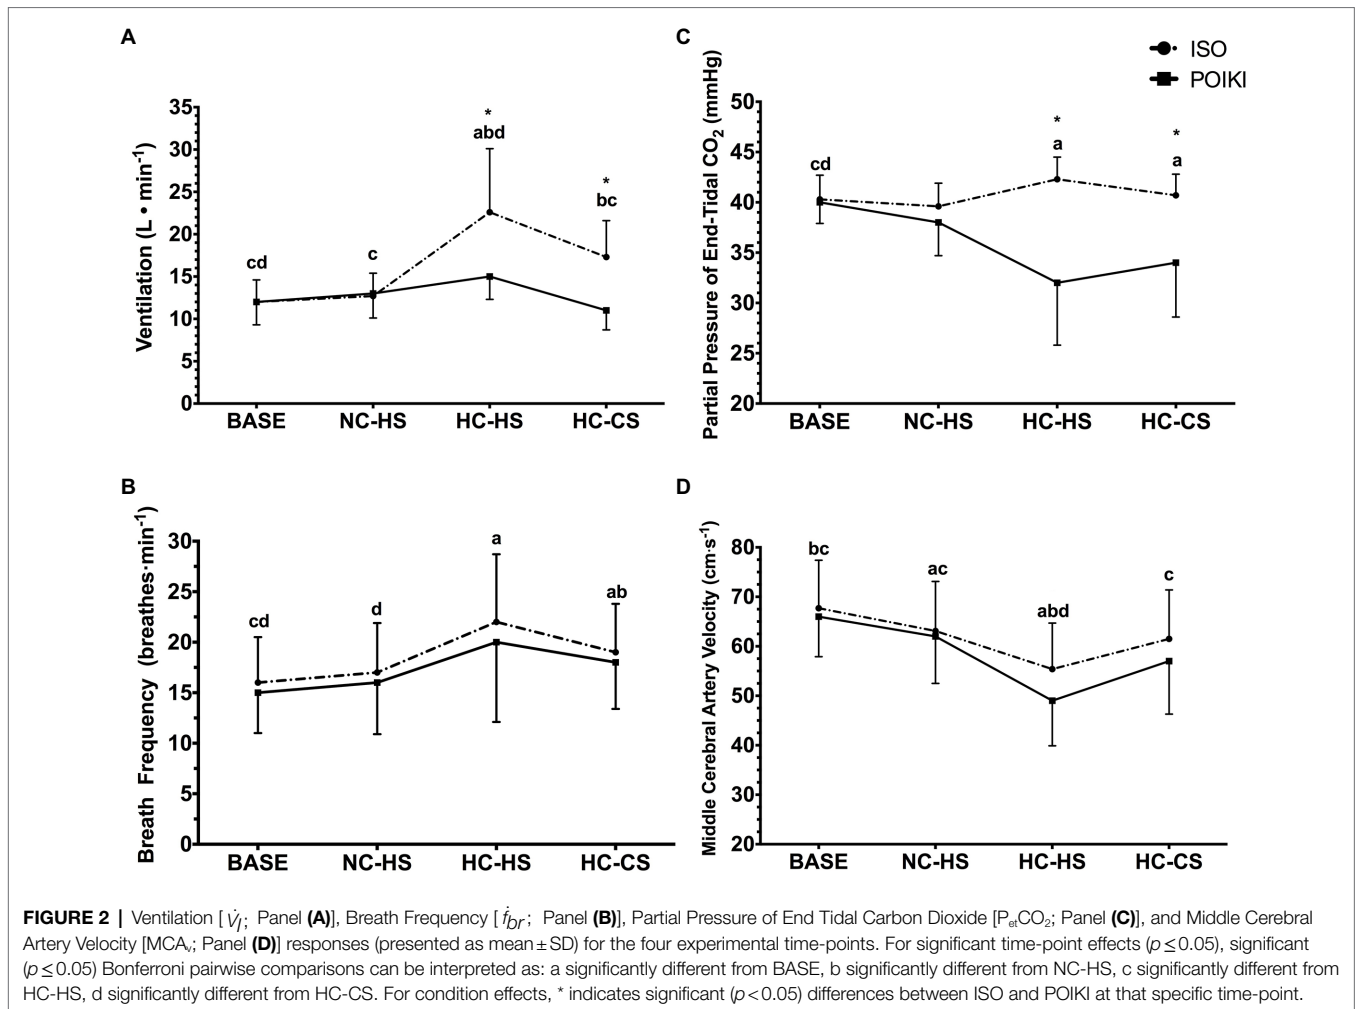 A
Ventilation (L • min-1)
35
30
25
20
15
10
5
0
cd
c
*
abd
*
bc
BASE NC-HS HC-HS HC-CS
C
ISO
POIKI
Partial Pressure of End-Tidal CO2 (mmHg)
50
45
40
35
30
25
20
cd
*
a
*
a
BASE NC-HS HC-HS HC-CS
B
Breath Frequency (breathes·min-1)
30
25
20
15
10
5
0
cd
d
a
ab
BASE NC-HS HC-HS HC-CS
D
Middle Cerebral Artery Velocity (cm·s-1)
80
70
60
50
40
30
20
bc
ac
abd
c
BASE NC-HS HC-HS HC-CS
FIGURE 2 | Ventilation [V̇I; Panel (A)], Breath Frequency [ḟbr; Panel (B)], Partial Pressure of End Tidal Carbon Dioxide [PetCO2; Panel (C)], and Middle Cerebral
Artery Velocity [MCAv; Panel (D)] responses (presented as mean ± SD) for the four experimental time-points. For significant time-point effects (p ≤ 0.05), significant
(p ≤ 0.05) Bonferroni pairwise comparisons can be interpreted as: a significantly different from BASE, b significantly different from NC-HS, c significantly different from
HC-HS, d significantly different from HC-CS. For condition effects, * indicates significant (p < 0.05) differences between ISO and POIKI at that specific time-point.